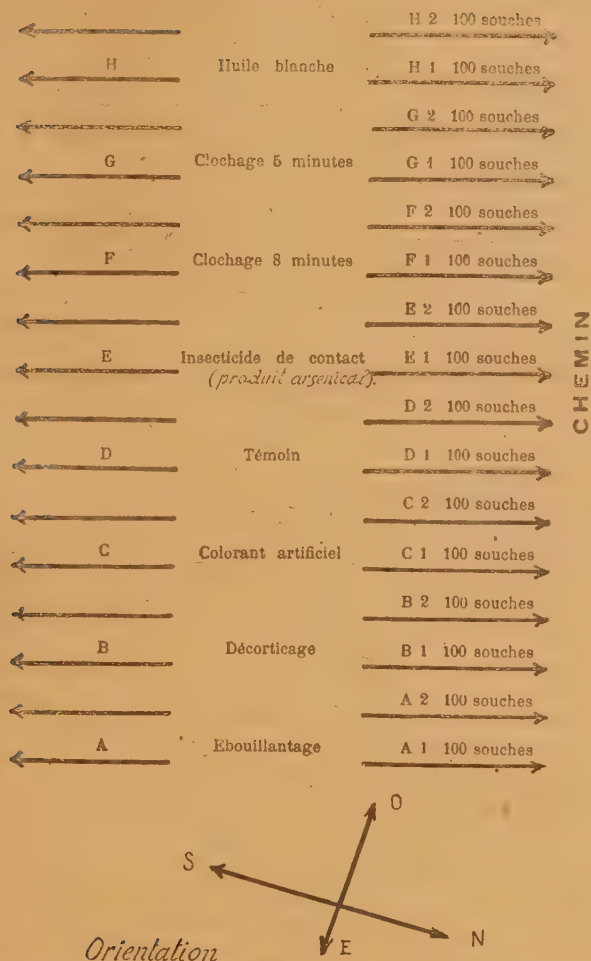 H 2 100 souches
H Huile blanche H 1 100 souches
G 2 100 souches
G Clochage 5 minutes G 1 100 souches
F 2 100 souches
F Clochage 8 minutes F 1 100 souches
E 2 100 souches
E Insecticide de contact E 1 100 souches
(produit arsenical).
D 2 100 souches
D Témoin D 1 100 souches
C 2 100 souches
C Colorant artificiel C 1 100 souches
B 2 100 souches
B Décorticage B 1 100 souches
A 2 100 souches
A Ebouillantage A 1 100 souches
CHEMIN
O
S
N
E
Orientation